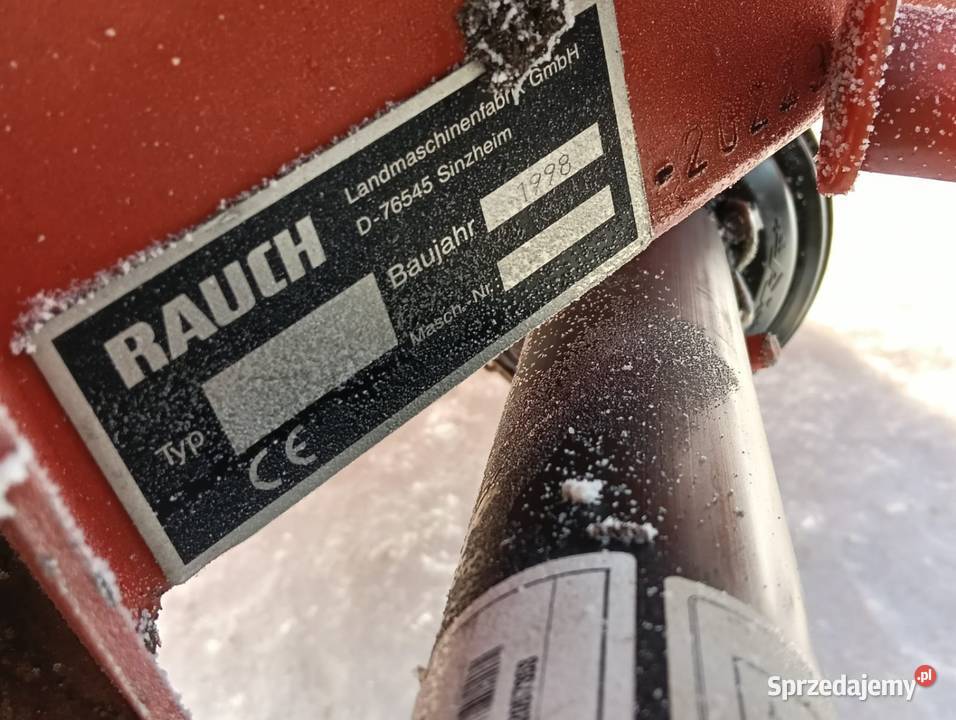 RAUCH
Landmaschinenfabrik GmbH
D-76545 Sinzheim
Baujahr 1998
Masch.-Nr.
Typ
CE
Sprzedajemy.pl